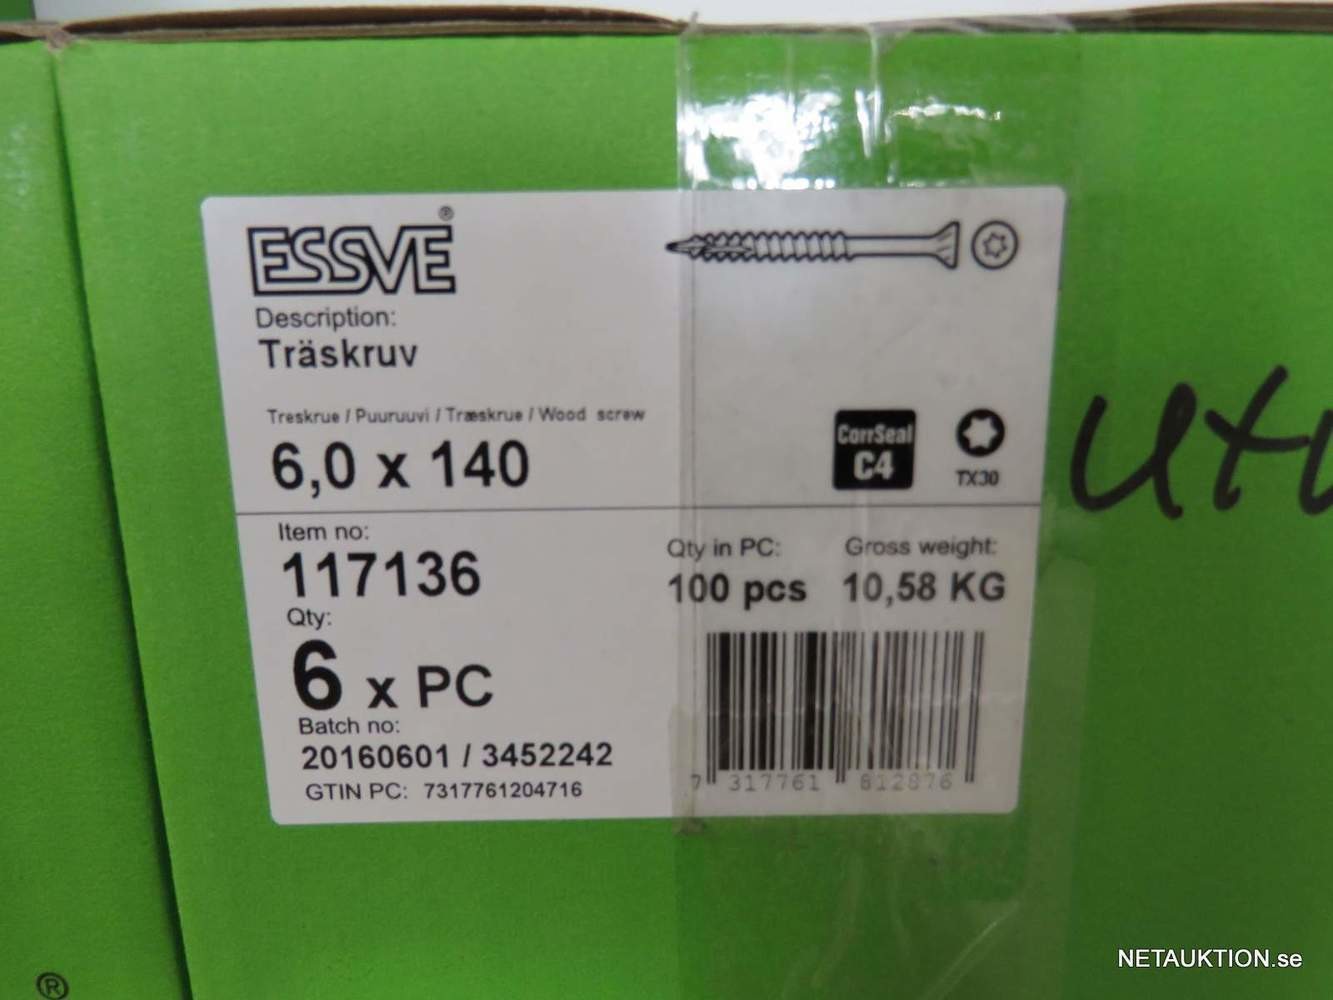 ESSVE®
Description:
Träskruv
Treskrue / Puuruuvi / Træskrue / Wood screw
6,0 x 140
CorrSeal
C4
TX30
Item no:
117136
Qty in PC:
100 pcs
Gross weight:
10,58 KG
Qty:
6 x PC
Batch no:
20160601 / 3452242
GTIN PC: 7317761204716
7 317761 812876
®
NETAUKTION.se